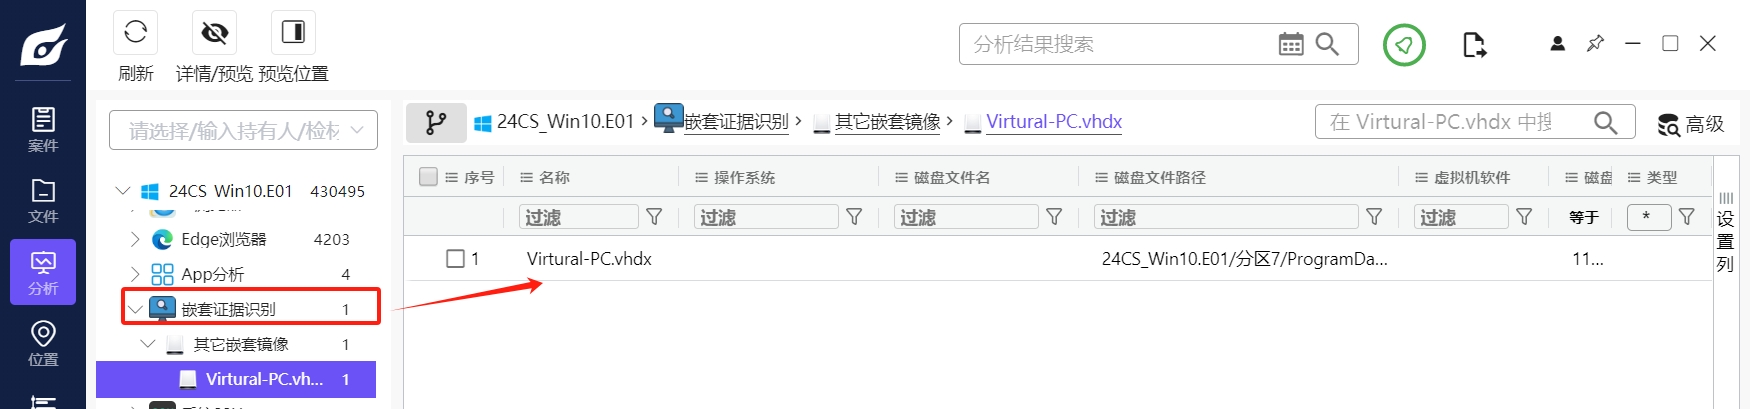 刷新
详情/预览
预览位置
分析结果搜索
案件
文件
分析
位置
请选择/输入持有人/检材
24CS_Win10.E01 430495
Edge浏览器 4203
App分析 4
嵌套证据识别 1
其它嵌套镜像 1
Virtural-PC.vh... 1
24CS_Win10.E01 › 嵌套证据识别 › 其它嵌套镜像 › Virtural-PC.vhdx
在 Virtural-PC.vhdx 中搜
高级
序号 名称 操作系统 磁盘文件名 磁盘文件路径 虚拟机软件 磁盘 类型
过滤 过滤 过滤 过滤 过滤 等于 *
1 Virtural-PC.vhdx 24CS_Win10.E01/分区7/ProgramDa... 11...
设置列